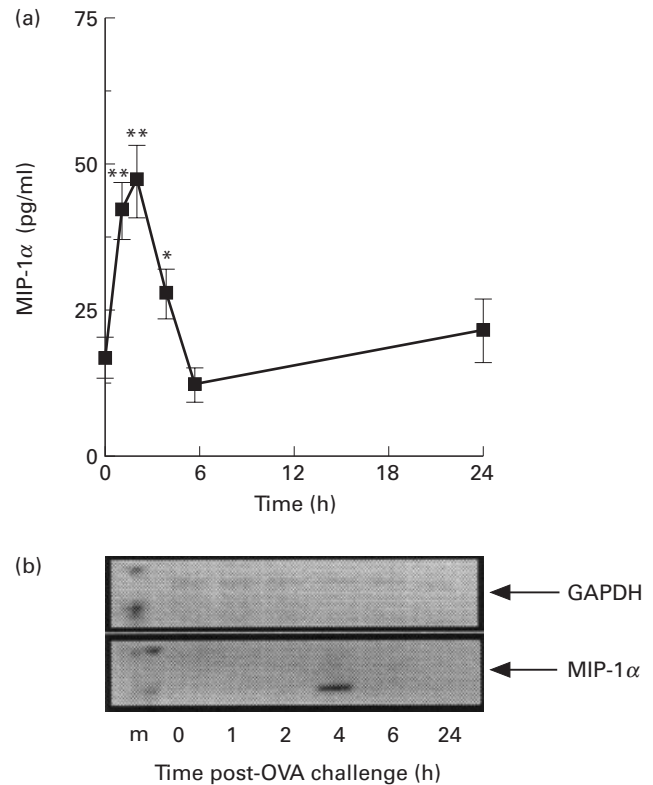 (a)
75
50
25
0
MIP-1α (pg/ml)
**
**
*
0 6 12 18 24
Time (h)
(b)
GAPDH
MIP-1α
m 0 1 2 4 6 24
Time post-OVA challenge (h)